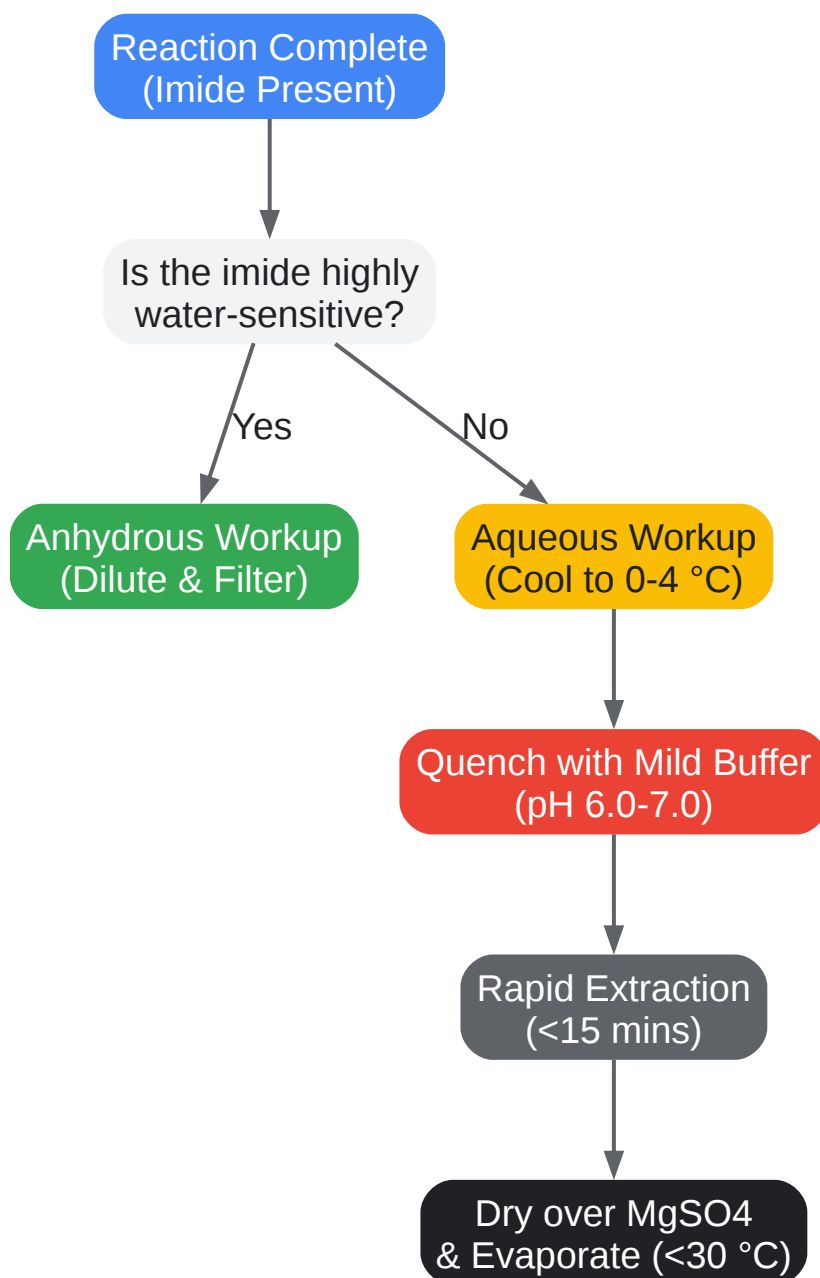 Reaction Complete
(Imide Present)
Is the imide highly
water-sensitive?
Yes
No
Anhydrous Workup
(Dilute & Filter)
Aqueous Workup
(Cool to 0-4 °C)
Quench with Mild Buffer
(pH 6.0-7.0)
Rapid Extraction
(<15 mins)
Dry over MgSO4
& Evaporate (<30 °C)